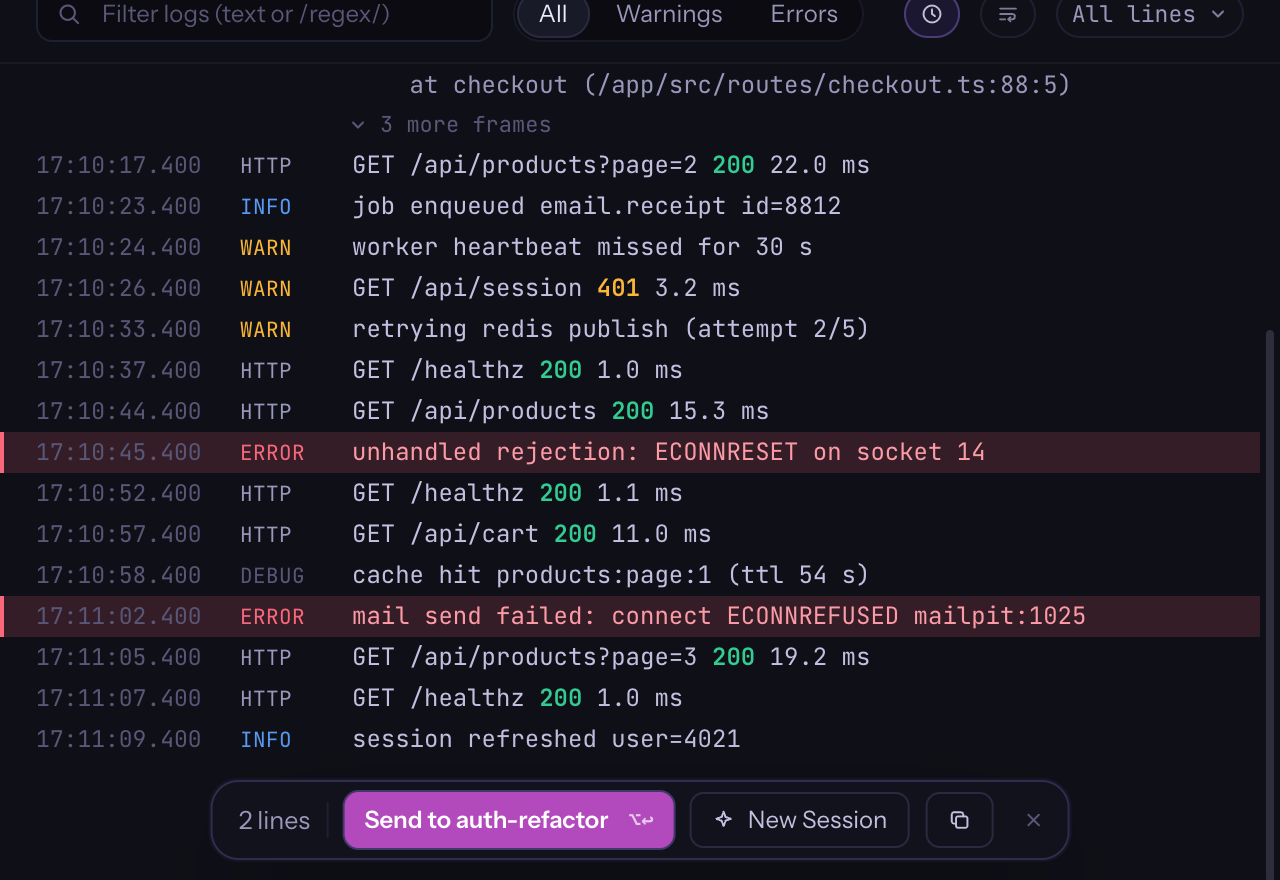 Filter logs (text or /regex/) All Warnings Errors All lines
at checkout (/app/src/routes/checkout.ts:88:5)
3 more frames
17:10:17.400 HTTP GET /api/products?page=2 200 22.0 ms
17:10:23.400 INFO job enqueued email.receipt id=8812
17:10:24.400 WARN worker heartbeat missed for 30 s
17:10:26.400 WARN GET /api/session 401 3.2 ms
17:10:33.400 WARN retrying redis publish (attempt 2/5)
17:10:37.400 HTTP GET /healthz 200 1.0 ms
17:10:44.400 HTTP GET /api/products 200 15.3 ms
17:10:45.400 ERROR unhandled rejection: ECONNRESET on socket 14
17:10:52.400 HTTP GET /healthz 200 1.1 ms
17:10:57.400 HTTP GET /api/cart 200 11.0 ms
17:10:58.400 DEBUG cache hit products:page:1 (ttl 54 s)
17:11:02.400 ERROR mail send failed: connect ECONNREFUSED mailpit:1025
17:11:05.400 HTTP GET /api/products?page=3 200 19.2 ms
17:11:07.400 HTTP GET /healthz 200 1.0 ms
17:11:09.400 INFO session refreshed user=4021
2 lines Send to auth-refactor ⌥↩ New Session